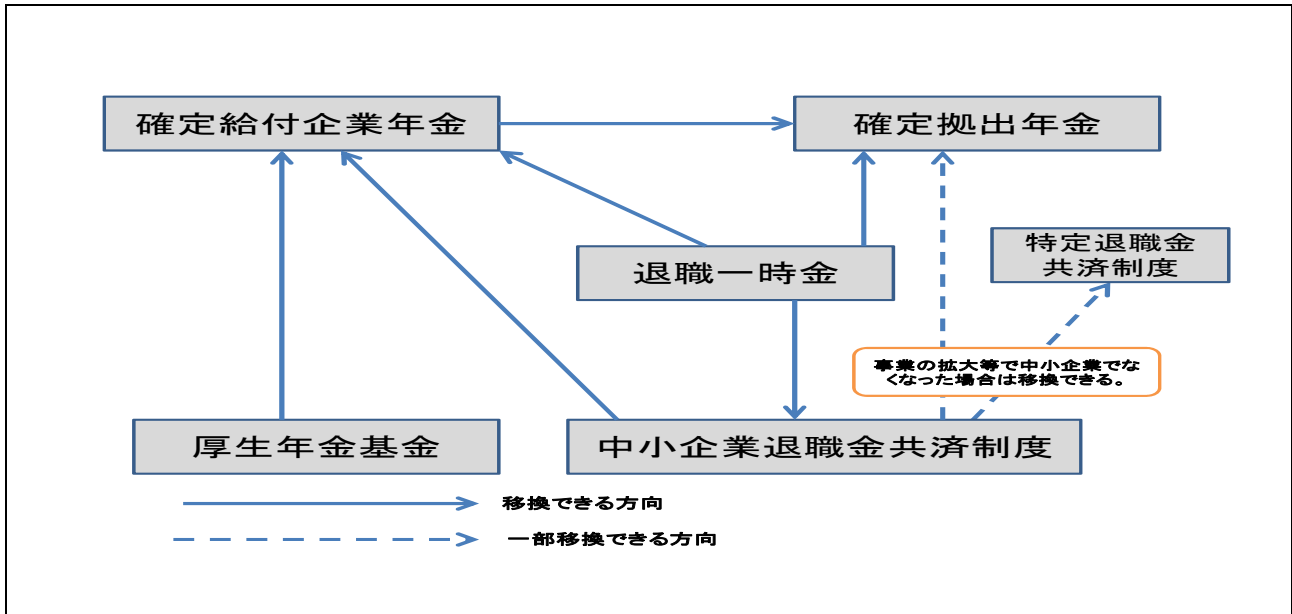 確定給付企業年金
確定拠出年金
特定退職金
共済制度
退職一時金
事業の拡大等で中小企業でな
くなった場合は移換できる。
厚生年金基金
中小企業退職金共済制度
移換できる方向
一部移換できる方向